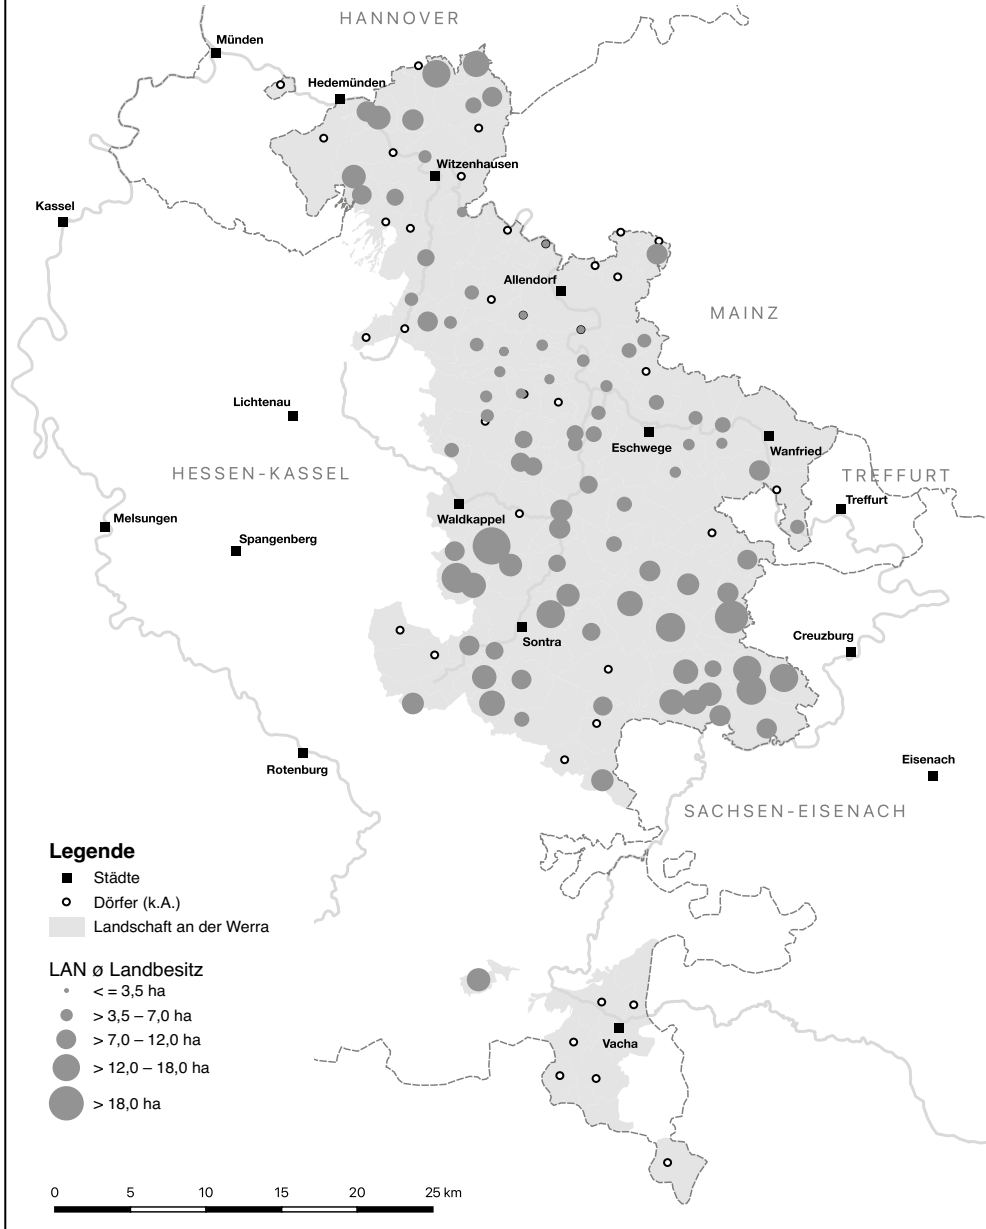 HANNOVER
Münden
Hedemünden
Witzenhausen
Kassel
Allendorf
MAINZ
Lichtenau
Eschwege
Wanfried
HESSEN-KASSEL
TREFFURT
Treffurt
Waldkappel
Melsungen
Spangenberg
Sontra
Creuzburg
Rotenburg
Eisenach
SACHSEN-EISENACH
Vacha
Legende
Städte
Dörfer (k.A.)
Landschaft an der Werra
LAN ø Landbesitz
< = 3,5 ha
> 3,5 – 7,0 ha
> 7,0 – 12,0 ha
> 12,0 – 18,0 ha
> 18,0 ha
0 5 10 15 20 25 km